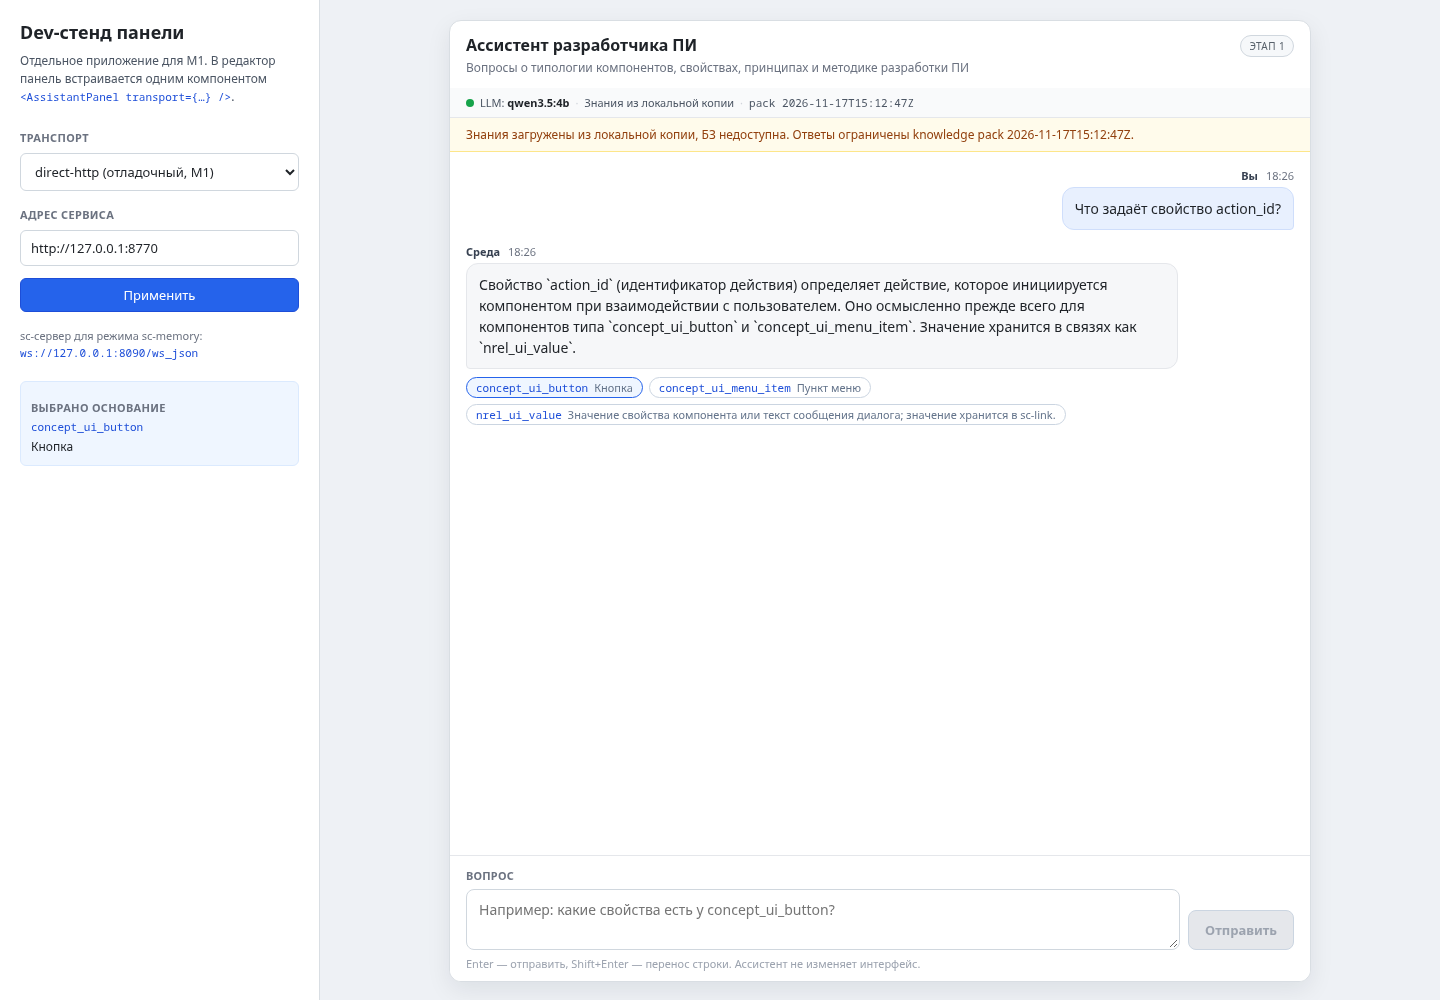 Dev-стенд панели
Отдельное приложение для M1. В редактор
панель встраивается одним компонентом
<AssistantPanel transport={…} />.
ТРАНСПОРТ
direct-http (отладочный, M1)
АДРЕС СЕРВИСА
http://127.0.0.1:8770
Применить
sc-сервер для режима sc-memory:
ws://127.0.0.1:8090/ws_json
ВЫБРАНО ОСНОВАНИЕ
concept_ui_button
Кнопка
Ассистент разработчика ПИ
ЭТАП 1
Вопросы о типологии компонентов, свойствах, принципах и методике разработки ПИ
LLM: qwen3.5:4b · Знания из локальной копии · pack 2026-11-17T15:12:47Z
Знания загружены из локальной копии, БЗ недоступна. Ответы ограничены knowledge pack 2026-11-17T15:12:47Z.
Вы 18:26
Что задаёт свойство action_id?
Среда 18:26
Свойство `action_id` (идентификатор действия) определяет действие, которое инициируется
компонентом при взаимодействии с пользователем. Оно осмысленно прежде всего для
компонентов типа `concept_ui_button` и `concept_ui_menu_item`. Значение хранится в связях как
`nrel_ui_value`.
concept_ui_button Кнопка
concept_ui_menu_item Пункт меню
nrel_ui_value Значение свойства компонента или текст сообщения диалога; значение хранится в sc-link.
ВОПРОС
Например: какие свойства есть у concept_ui_button?
Отправить
Enter — отправить, Shift+Enter — перенос строки. Ассистент не изменяет интерфейс.